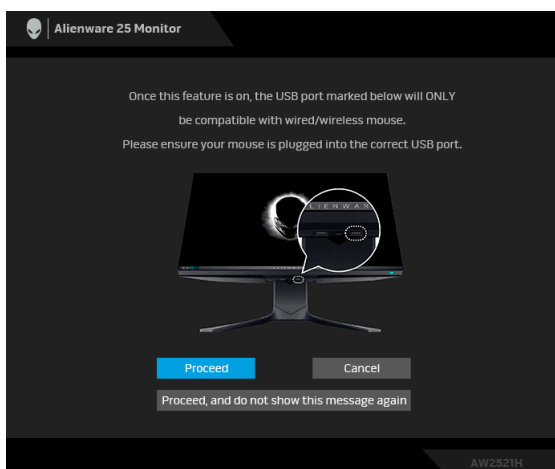 Alienware 25 Monitor
Once this feature is on, the USB port marked below will ONLY
be compatible with wired/wireless mouse.
Please ensure your mouse is plugged into the correct USB port.
IENWAR
Proceed
Cancel
Proceed, and do not show this message again
AW2521H